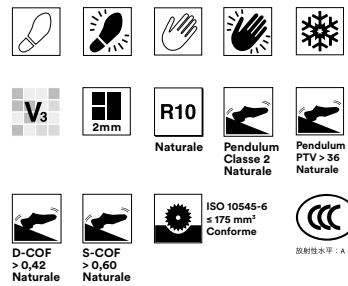 V3
2mm
R10
Naturale
Pendulum
Classe 2
Naturale
Pendulum
PTV > 36
Naturale
D-COF
> 0,42
Naturale
S-COF
> 0,60
Naturale
ISO 10545-6
≤ 175 mm³
Conforme
CCC
放射性水平：A